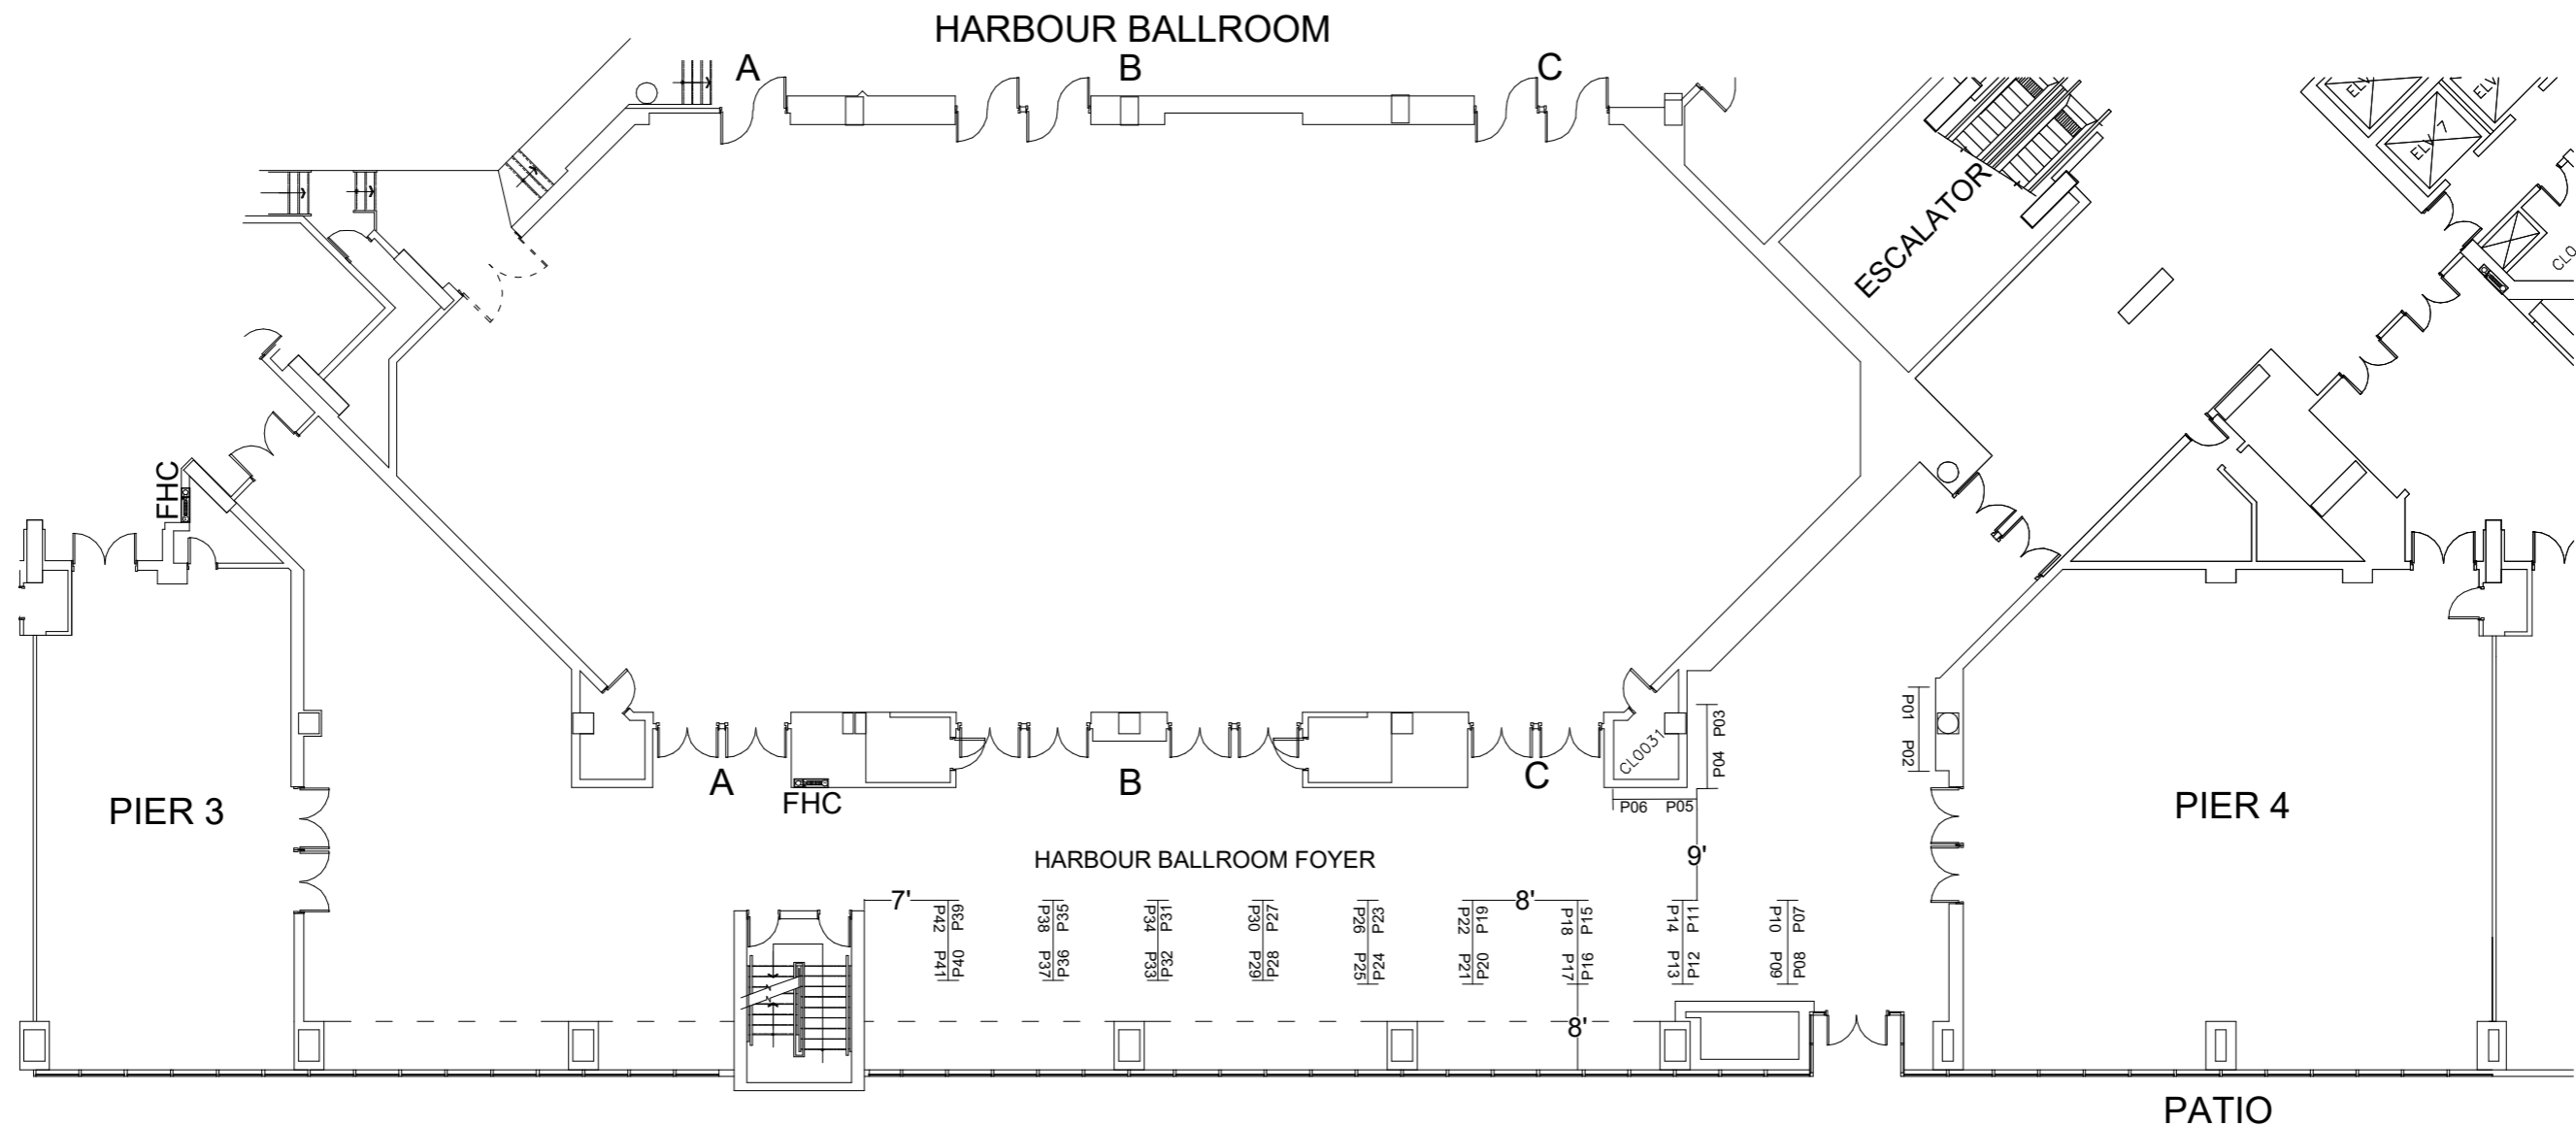 HARBOUR BALLROOM
A
B
C
ELV
ELV 7
ELV
CL0
ESCALATOR
FHC
PIER 3
A
FHC
B
C
CL0031
P03
P04
P06 P05
P01
P02
PIER 4
HARBOUR BALLROOM FOYER
9'
7'
8'
P42 P39
P41 P40
P38 P35
P37 P36
P34 P31
P33 P32
P30 P27
P29 P28
P26 P23
P25 P24
P22 P19
P21 P20
P18 P15
P17 P16
P14 P11
P13 P12
P10 P07
P09 P08
8'
PATIO